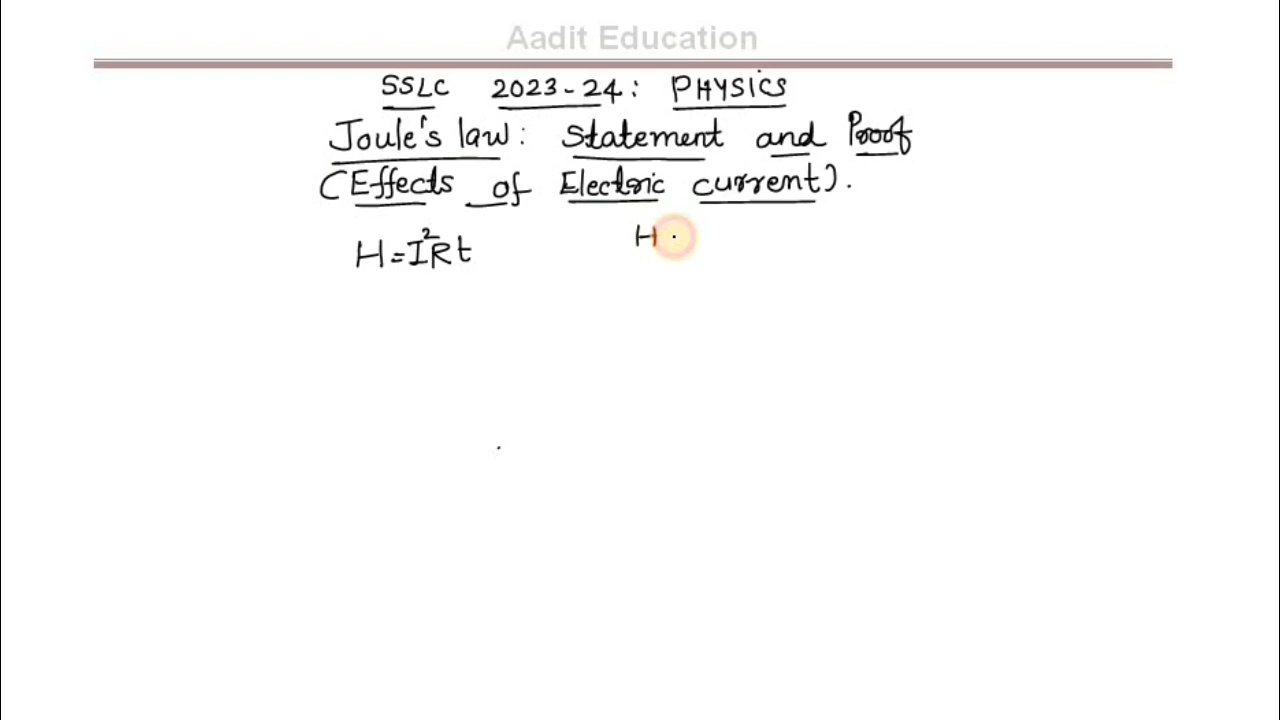 Aadit Education
SSLC 2023-24: PHYSICS
Joule's law: Statement and Proof
(Effects of Electric current).
H=I²Rt H